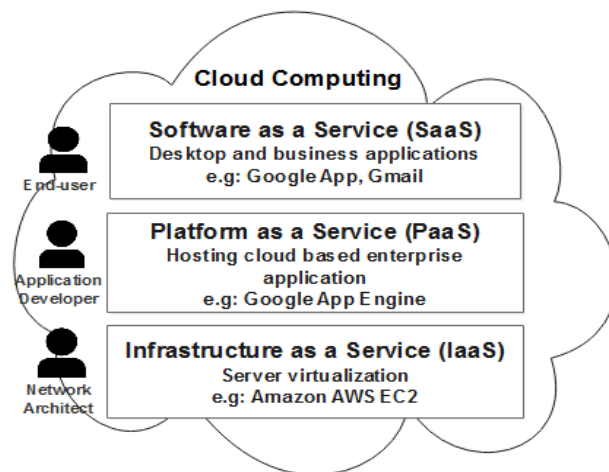 Cloud Computing
Software as a Service (SaaS)
Desktop and business applications
e.g: Google App, Gmail
End-user
Platform as a Service (PaaS)
Hosting cloud based enterprise
application
e.g: Google App Engine
Application
Developer
Infrastructure as a Service (IaaS)
Server virtualization
e.g: Amazon AWS EC2
Network
Architect